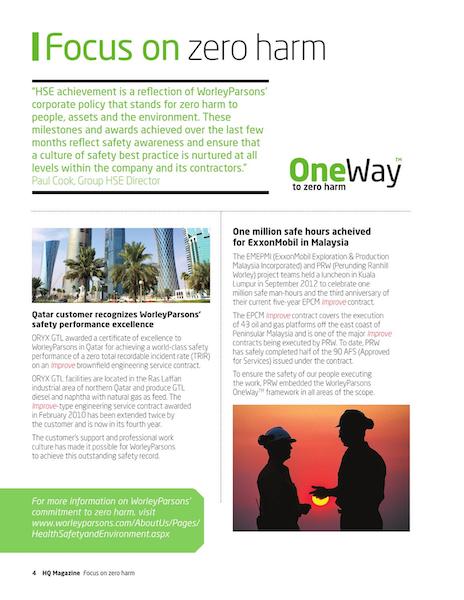 Focus on zero harm
"HSE achievement is a reflection of WorleyParsons'
corporate policy that stands for zero harm to
people, assets and the environment. These
milestones and awards achieved over the last few
months reflect safety awareness and ensure that
a culture of safety best practice is nurtured at all
levels within the company and its contractors."
Paul Cook, Group HSE Director
OneWay™
to zero harm
Qatar customer recognizes WorleyParsons'
safety performance excellence
ORYX GTL awarded a certificate of excellence to
WorleyParsons in Qatar for achieving a world-class safety
performance of a zero total recordable incident rate (TRIR)
on an Improve brownfield engineering service contract.
ORYX GTL facilities are located in the Ras Laffan
industrial area of northern Qatar and produce GTL
diesel and naphtha with natural gas as feed. The
Improve-type engineering service contract awarded
in February 2010 has been extended twice by
the customer and is now in its fourth year.
The customer's support and professional work
culture has made it possible for WorleyParsons
to achieve this outstanding safety record.
For more information on WorleyParsons'
commitment to zero harm, visit
www.worleyparsons.com/AboutUs/Pages/
HealthSafetyandEnvironment.aspx
One million safe hours acheived
for ExxonMobil in Malaysia
The EMEPMI (ExxonMobil Exploration & Production
Malaysia Incorporated) and PRW (Perunding Ranhill
Worley) project teams held a luncheon in Kuala
Lumpur in September 2012 to celebrate one
million safe man-hours and the third anniversary of
their current five-year EPCM Improve contract.
The EPCM Improve contract covers the execution
of 43 oil and gas platforms off the east coast of
Peninsular Malaysia and is one of the major Improve
contracts being executed by PRW. To date, PRW
has safely completed half of the 90 AFS (Approved
for Services) issued under the contract.
To ensure the safety of our people executing
the work, PRW embedded the WorleyParsons
OneWay™ framework in all areas of the scope.
4 HQ Magazine Focus on zero harm